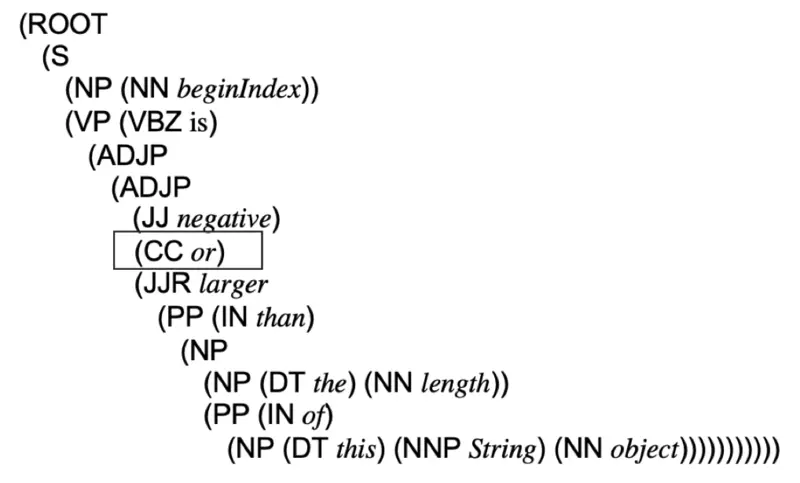 (ROOT
(S
(NP (NN beginIndex))
(VP (VBZ is)
(ADJP
(ADJP
(JJ negative)
(CC or)
(JJR larger
(PP (IN than)
(NP
(NP (DT the) (NN length))
(PP (IN of)
(NP (DT this) (NNP String) (NN object)))))))))))